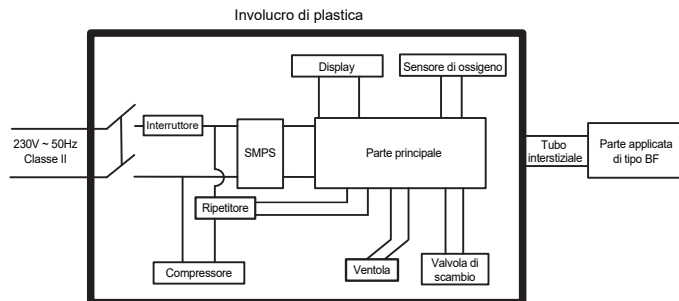 Involucro di plastica
Display
Sensore di ossigeno
Interruttore
230V ~ 50Hz
Classe II
SMPS
Parte principale
Tubo
interstiziale
Parte applicata
di tipo BF
Ripetitore
Compressore
Ventola
Valvola di
scambio